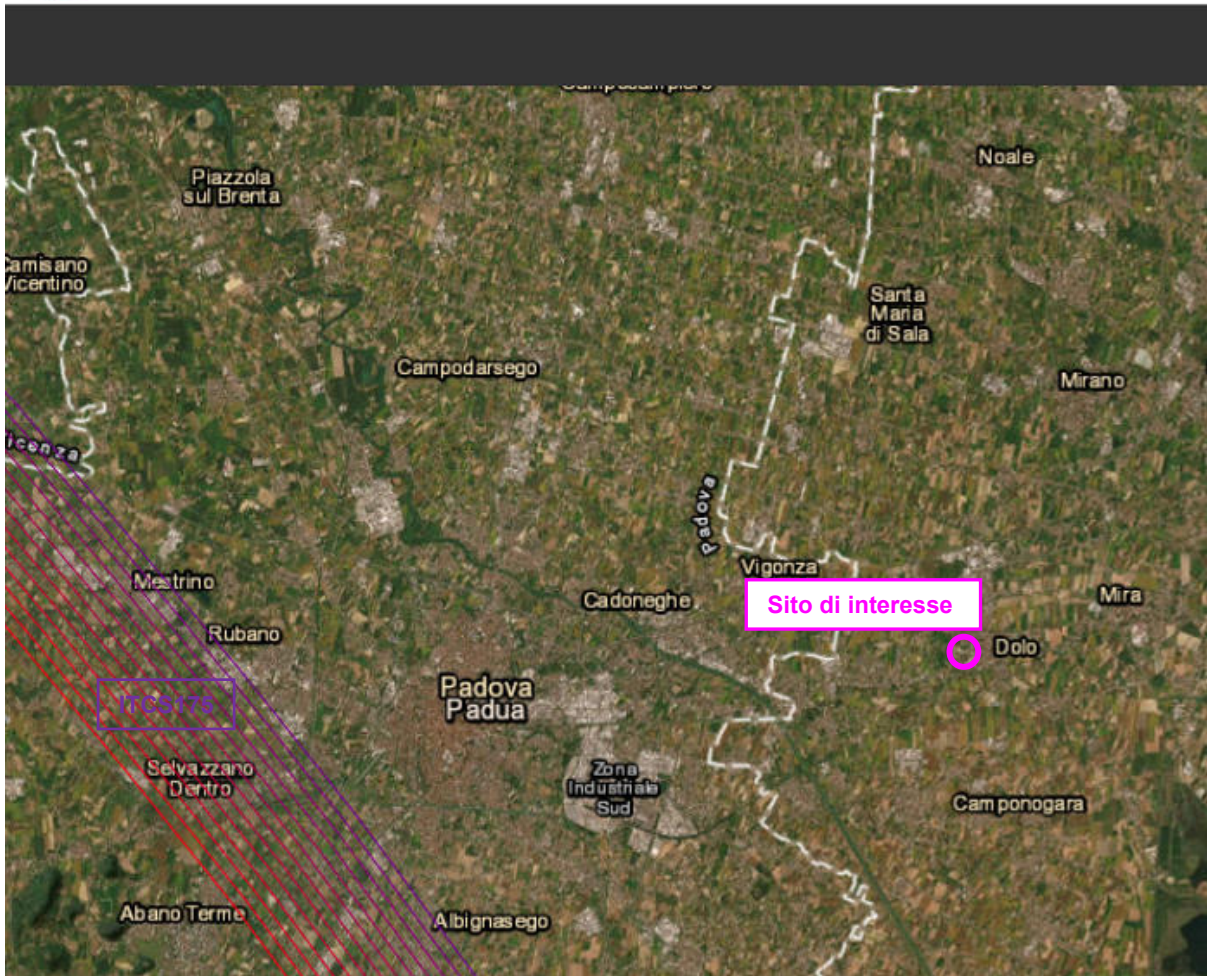 Noale
Piazzola
sul Brenta
Camisano
Vicentino
Santa
Maria
di Sala
Campodarsego
Mirano
Vicenza
Padova
Vigonza
Mestrino
Cadoneghe
Sito di interesse
Mira
Rubano
Dolo
Padova
Padua
ITCS175
Selvazzano
Dentro
Zona
Industriale
Sud
Camponogara
Abano Terme
Albignasego